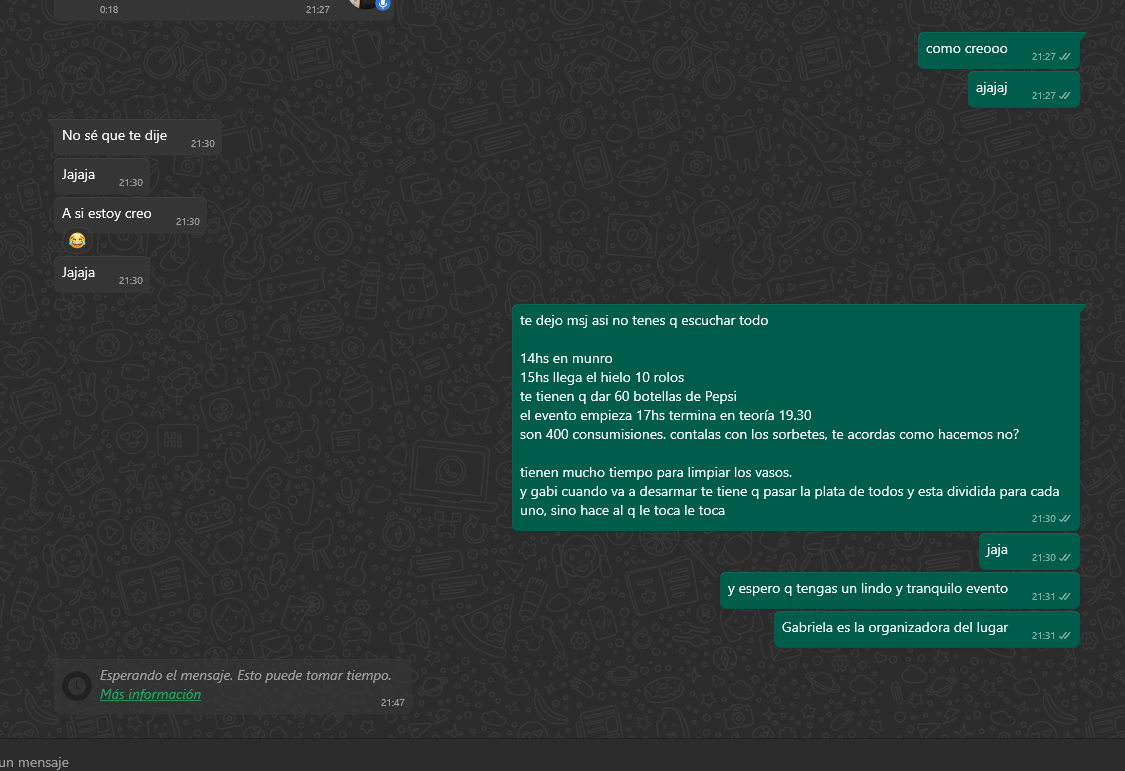 0:18
21:27
como creooo
21:27
ajajaj
21:27
No sé que te dije
21:30
Jajaja
21:30
A si estoy creo
21:30
😂
Jajaja
21:30
te dejo msj asi no tenes q escuchar todo
14hs en munro
15hs llega el hielo 10 rolos
te tienen q dar 60 botellas de Pepsi
el evento empieza 17hs termina en teoría 19.30
son 400 consumisiones. contalas con los sorbetes, te acordas como hacemos no?
tienen mucho tiempo para limpiar los vasos.
y gabi cuando va a desarmar te tiene q pasar la plata de todos y esta dividida para cada
uno, sino hace al q le toca le toca
21:30
jaja
21:30
y espero q tengas un lindo y tranquilo evento
21:31
Gabriela es la organizadora del lugar
21:31
Esperando el mensaje. Esto puede tomar tiempo.
Más información
21:47
un mensaje